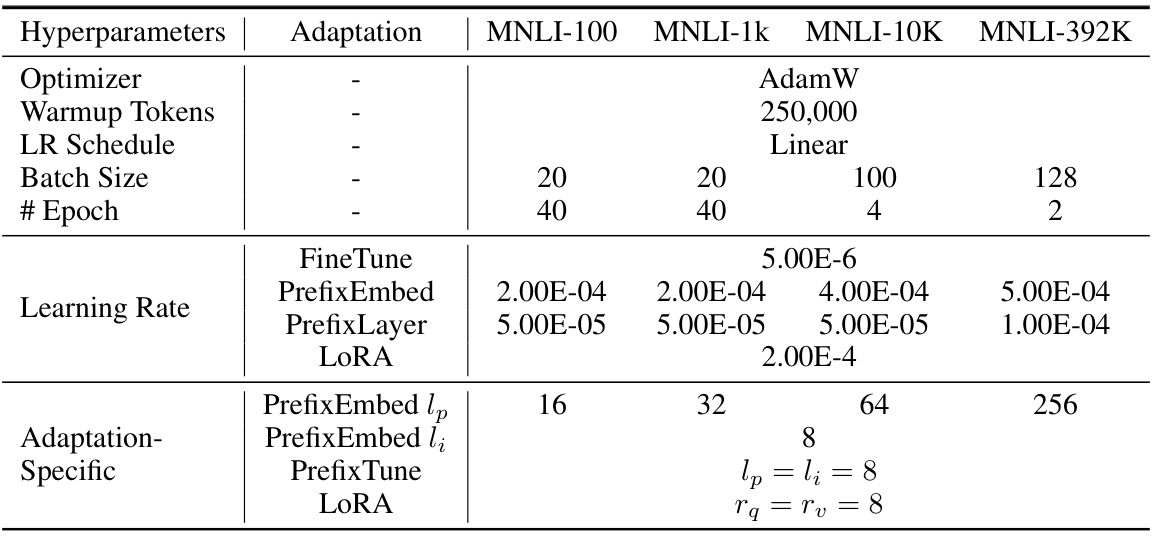 Hyperparameters Adaptation MNLI-100 MNLI-1k MNLI-10K MNLI-392K
Optimizer - AdamW
Warmup Tokens - 250,000
LR Schedule - Linear
Batch Size - 20 20 100 128
# Epoch - 40 40 4 2
FineTune 5.00E-6
PrefixEmbed 2.00E-04 2.00E-04 4.00E-04 5.00E-04
Learning Rate
PrefixLayer 5.00E-05 5.00E-05 5.00E-05 1.00E-04
LoRA 2.00E-4
PrefixEmbed l_p 16 32 64 256
Adaptation- PrefixEmbed l_i 8
Specific PrefixTune l_p = l_i = 8
LoRA r_q = r_v = 8